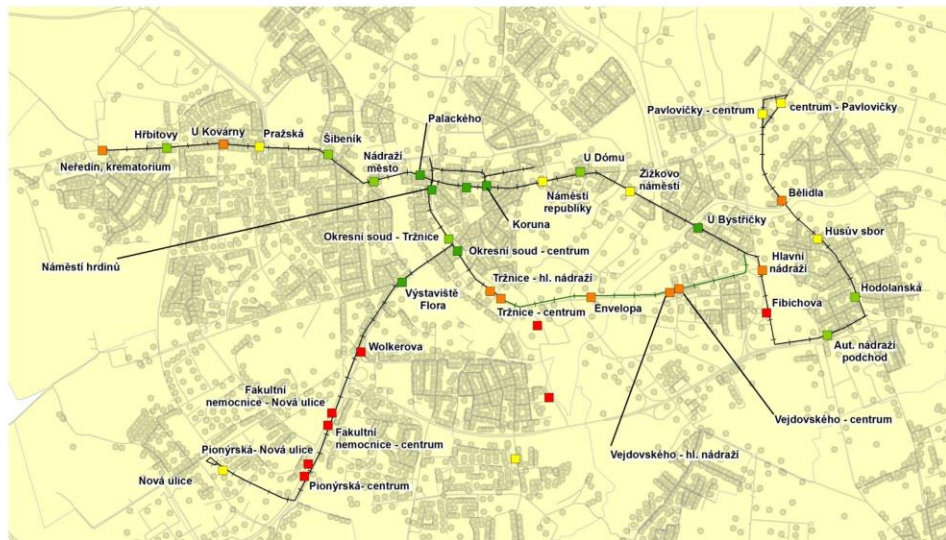 Palackého
Pavlovičky - centrum
centrum - Pavlovičky
Hřbitovy
U Kovárny
Pražská
Šibeník
Neředín, krematorium
Nádraží
město
U Dómu
Žižkovo
náměstí
Náměstí
republiky
Bělidla
Koruna
U Bystřičky
Husův sbor
Okresní soud - Tržnice
Okresní soud - centrum
Náměstí hrdinů
Hlavní
nádraží
Tržnice - hl. nádraží
Výstaviště
Flora
Tržnice - centrum
Envelopa
Fibichova
Hodolanská
Wolkerova
Aut. nádraží
podchod
Fakultní
nemocnice - Nová ulice
Fakultní
nemocnice - centrum
Vejdovského - centrum
Pionýrská- Nová ulice
Vejdovského - hl. nádraží
Nová ulice
Pionýrská- centrum